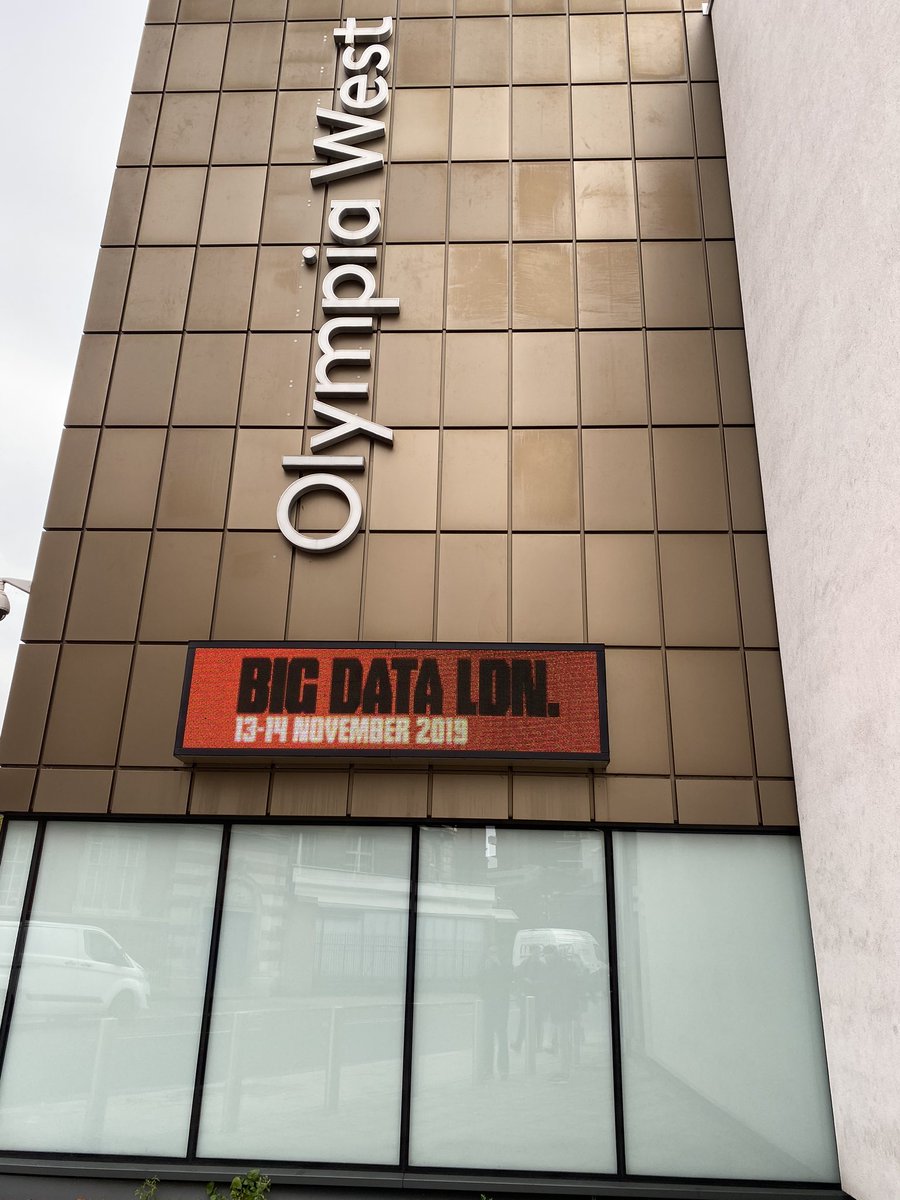 Olympia West
BIG DATA LDN.
13-14 NOVEMBER 2019